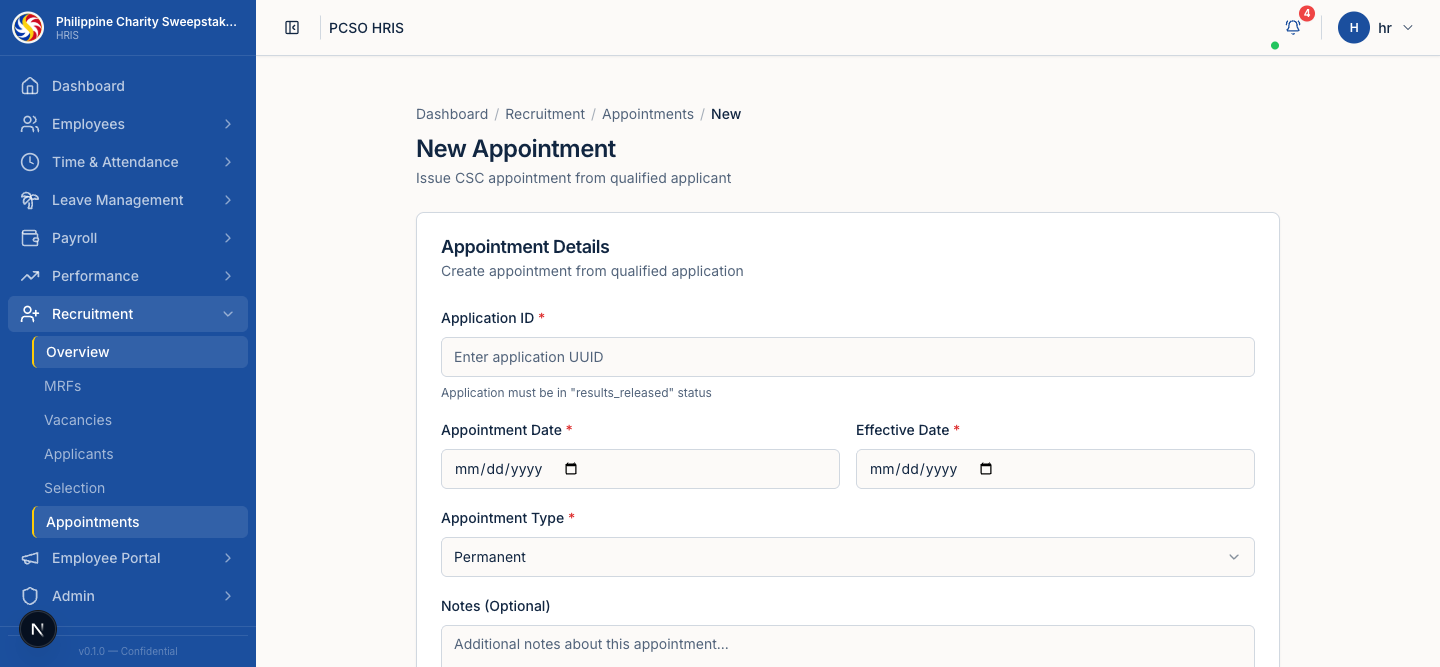 Philippine Charity Sweepstak...
HRIS
PCSO HRIS
4
H
hr
Dashboard
Employees
Time & Attendance
Leave Management
Payroll
Performance
Recruitment
Overview
MRFs
Vacancies
Applicants
Selection
Appointments
Employee Portal
Admin
N
v0.1.0 — Confidential
Dashboard / Recruitment / Appointments / New
New Appointment
Issue CSC appointment from qualified applicant
Appointment Details
Create appointment from qualified application
Application ID *
Enter application UUID
Application must be in "results_released" status
Appointment Date *
Effective Date *
mm/dd/yyyy
mm/dd/yyyy
Appointment Type *
Permanent
Notes (Optional)
Additional notes about this appointment...